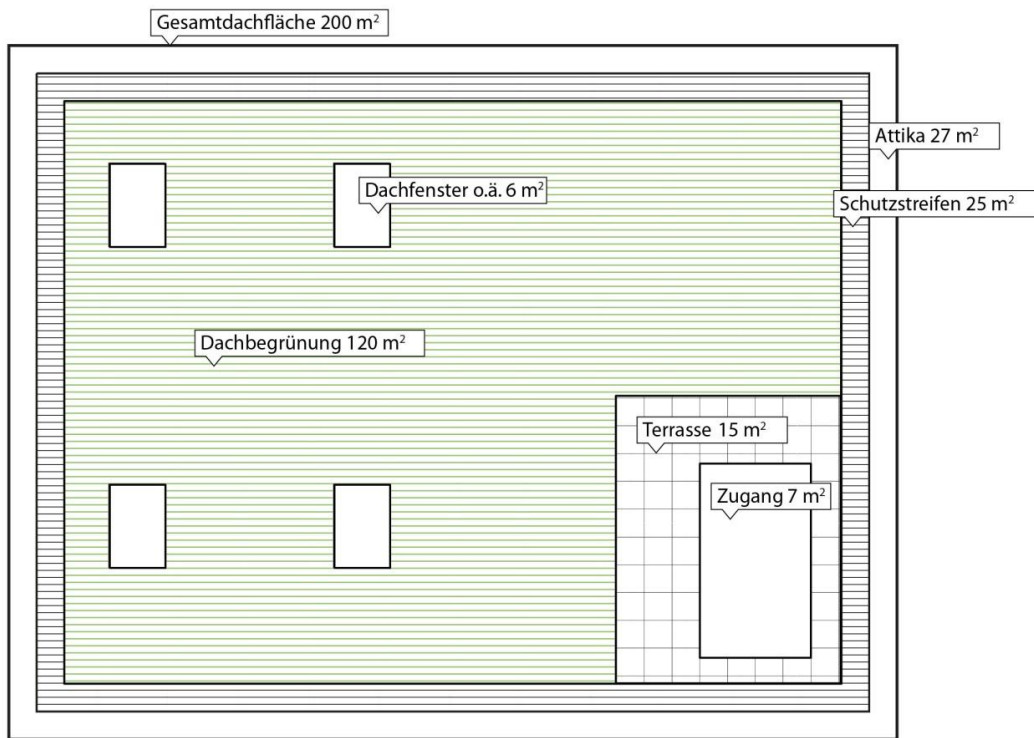 Gesamtdachfläche 200 m²
Attika 27 m²
Dachfenster o.ä. 6 m²
Schutzstreifen 25 m²
Dachbegrünung 120 m²
Terrasse 15 m²
Zugang 7 m²